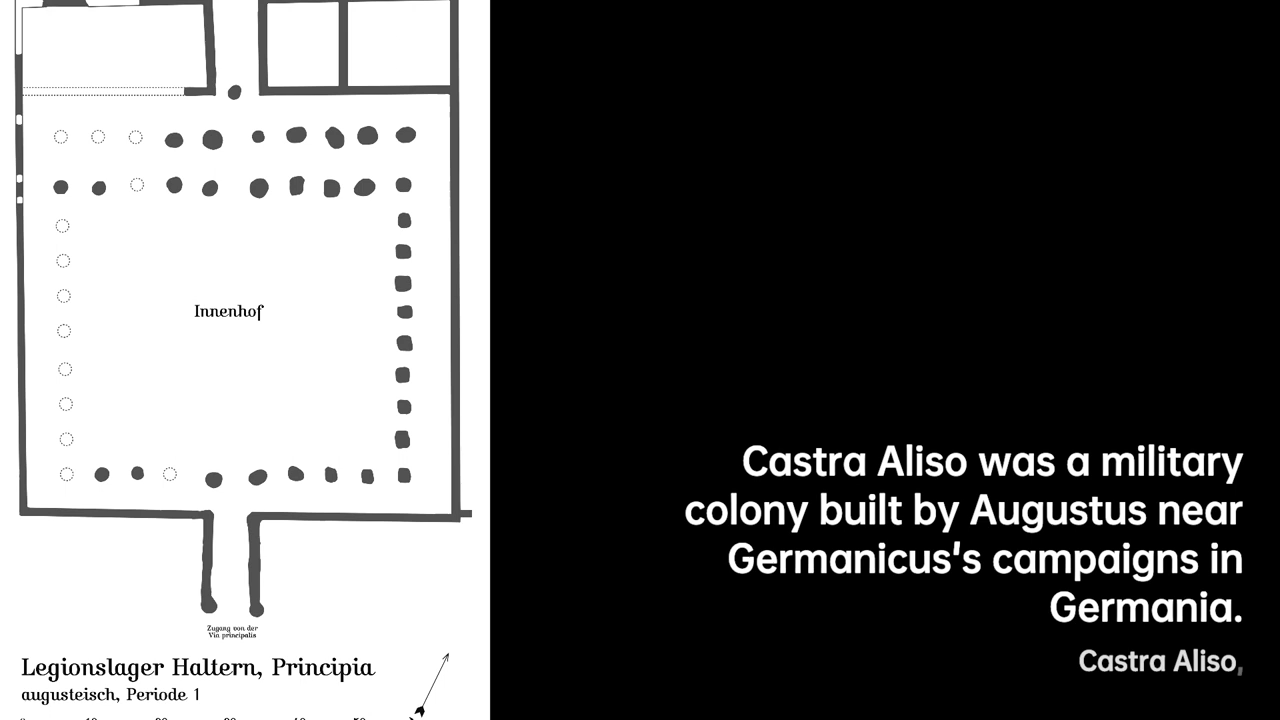 Innenhof
Zugang von der
Via principalis
Legionslager Haltern, Principia
augusteisch, Periode 1
Castra Aliso was a military
colony built by Augustus near
Germanicus's campaigns in
Germania.
Castra Aliso,